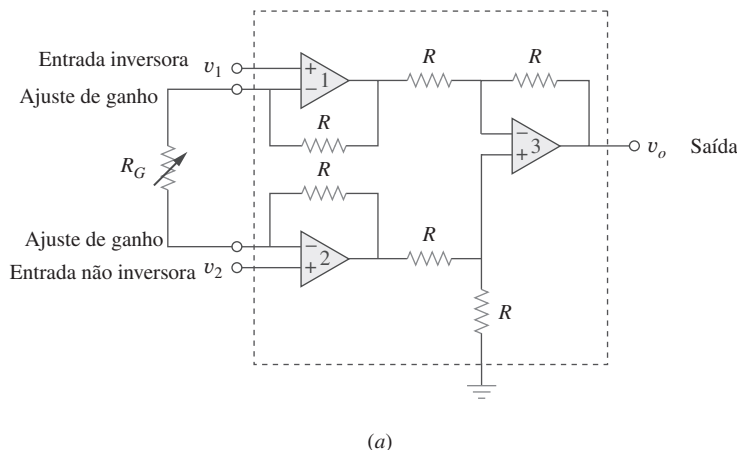 Entrada inversora v1
Ajuste de ganho
R
R
1
R
3
vo Saída
RG
R
Ajuste de ganho
Entrada não inversora v2
2
R
R
(a)